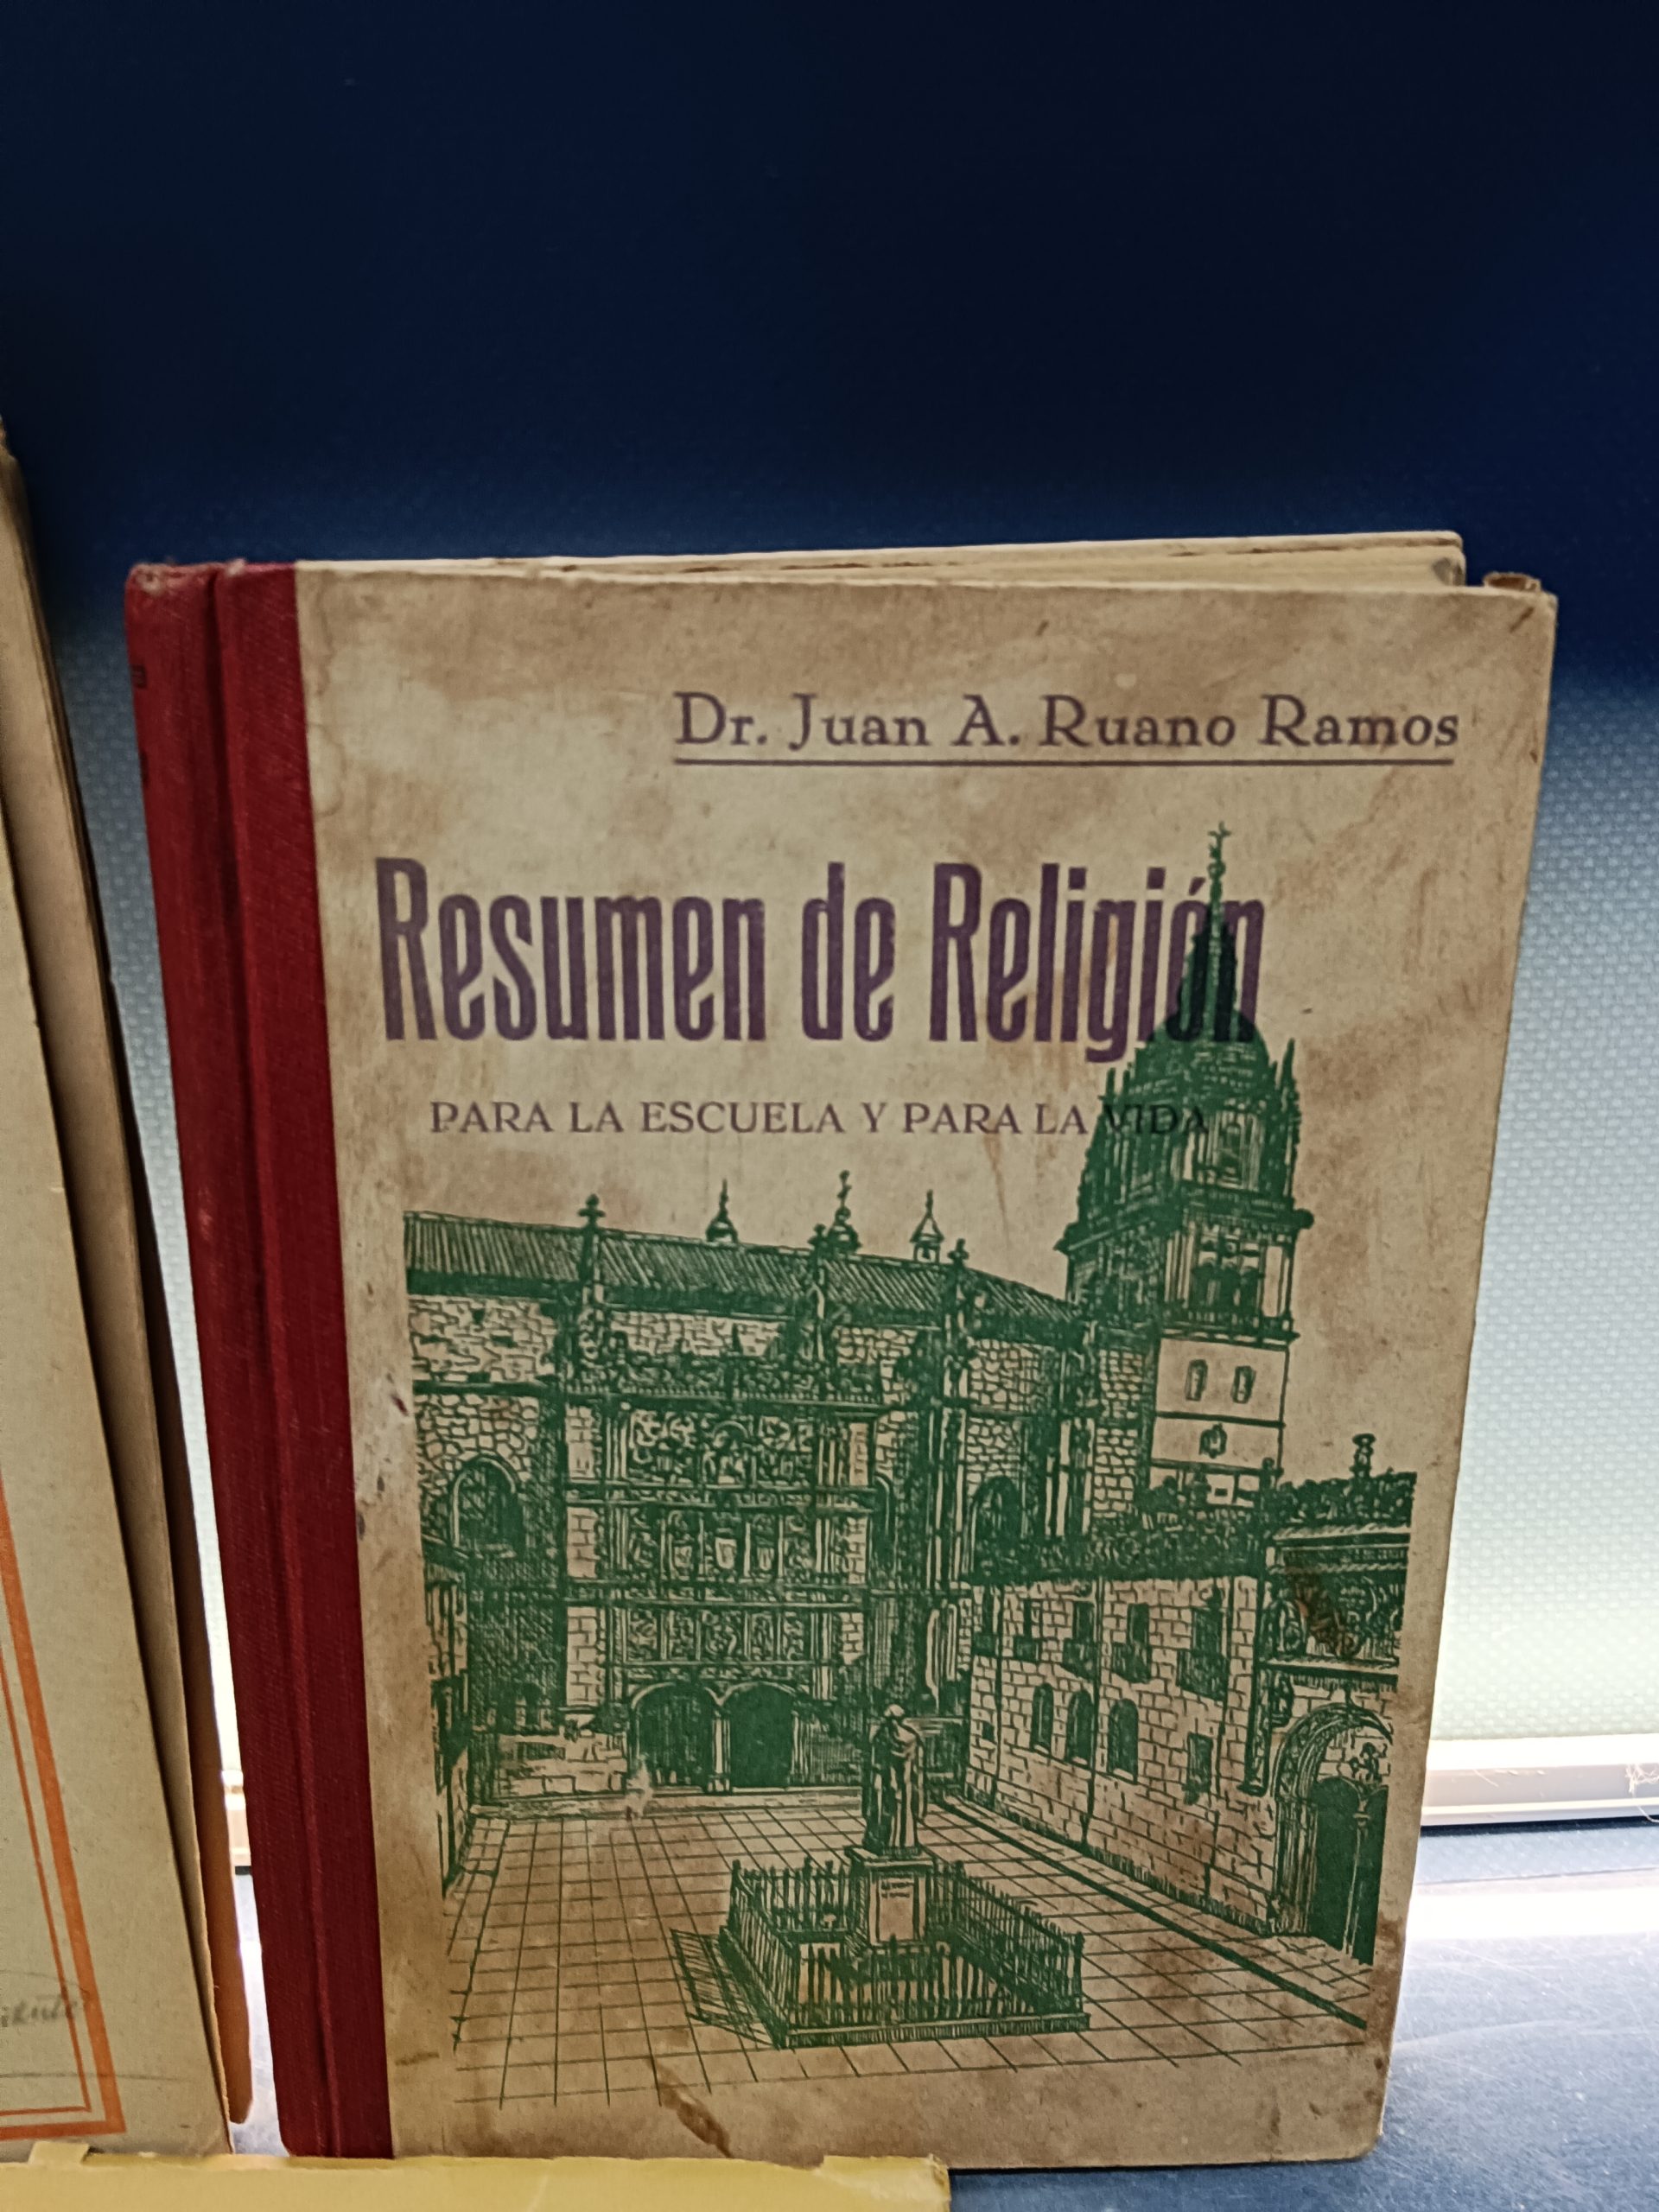 Dr. Juan A. Ruano Ramos
Resumen de Religión
PARA LA ESCUELA Y PARA LA VIDA